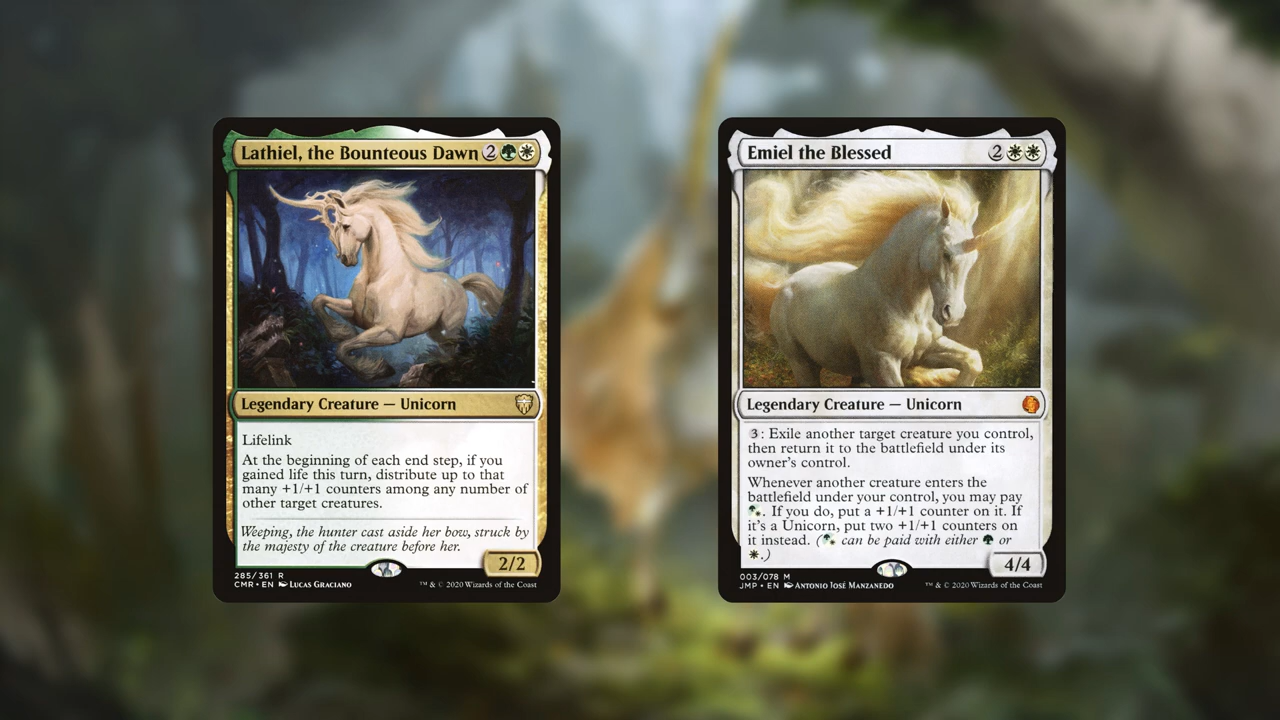 Lathiel, the Bounteous Dawn 2
Legendary Creature — Unicorn
Lifelink
At the beginning of each end step, if you
gained life this turn, distribute up to that
many +1/+1 counters among any number of
other target creatures.
Weeping, the hunter cast aside her bow, struck by
the majesty of the creature before her.
2/2
285/361 R
CMR • EN Lucas Graciano
™ & © 2020 Wizards of the Coast
Emiel the Blessed 2
Legendary Creature — Unicorn
3: Exile another target creature you control,
then return it to the battlefield under its
owner's control.
Whenever another creature enters the
battlefield under your control, you may pay
. If you do, put a +1/+1 counter on it. If
it's a Unicorn, put two +1/+1 counters on
it instead. ( can be paid with either or
.)
4/4
003/078 M
JMP • EN Antonio José Manzanedo
™ & © 2020 Wizards of the Coast